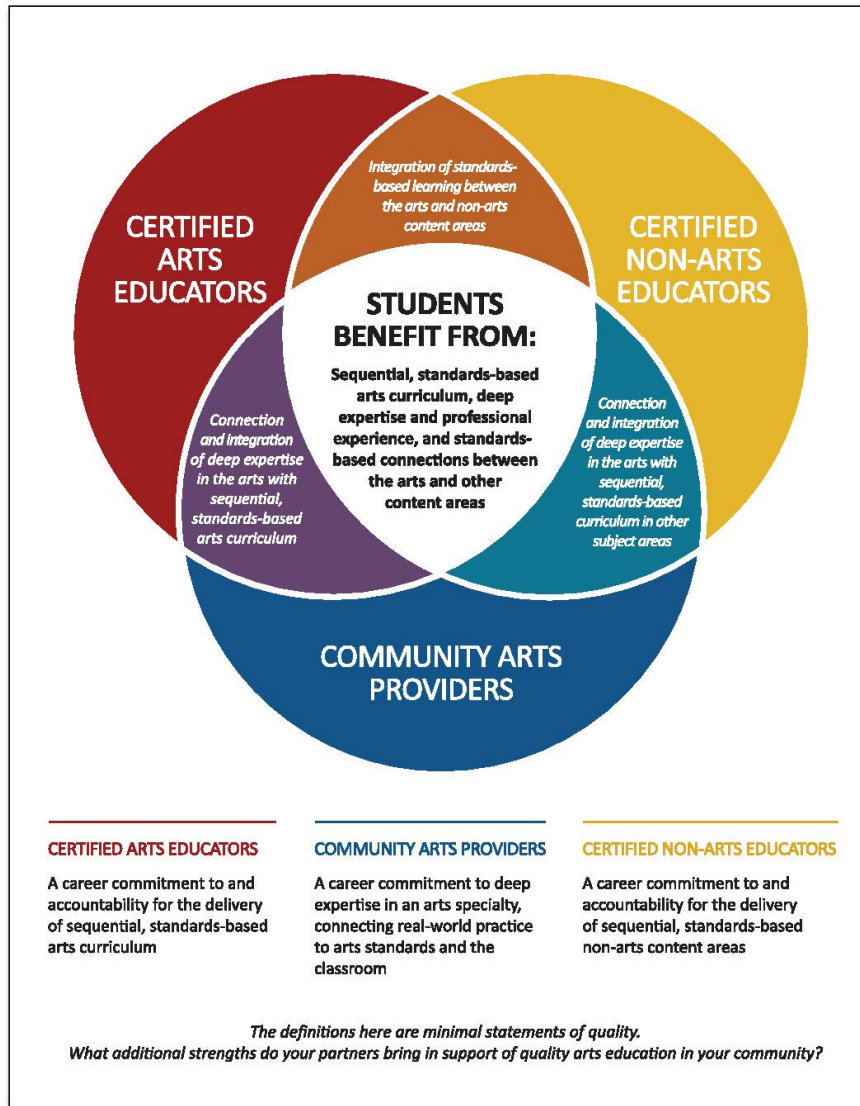 Integration of standards-
based learning between
the arts and non-arts
content areas
CERTIFIED
ARTS
EDUCATORS
CERTIFIED
NON-ARTS
EDUCATORS
STUDENTS
BENEFIT FROM:
Sequential, standards-based
arts curriculum, deep
expertise and professional
experience, and standards-
based connections between
the arts and other
content areas
Connection
and integration
of deep expertise
in the arts with
sequential,
standards-based
arts curriculum
Connection
and integration
of deep expertise
in the arts with
sequential,
standards-based
curriculum in other
subject areas
COMMUNITY ARTS
PROVIDERS
CERTIFIED ARTS EDUCATORS
A career commitment to and
accountability for the delivery
of sequential, standards-based
arts curriculum
COMMUNITY ARTS PROVIDERS
A career commitment to deep
expertise in an arts specialty,
connecting real-world practice
to arts standards and the
classroom
CERTIFIED NON-ARTS EDUCATORS
A career commitment to and
accountability for the delivery
of sequential, standards-based
non-arts content areas
The definitions here are minimal statements of quality.
What additional strengths do your partners bring in support of quality arts education in your community?